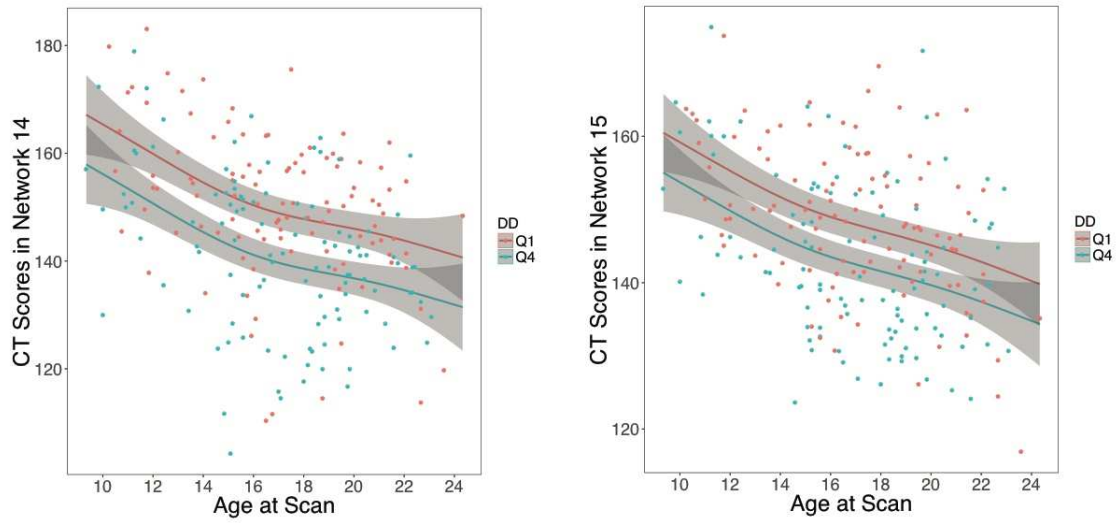 CT Scores in Network 14
180
160
140
120
10 12 14 16 18 20 22 24
Age at Scan
DD
Q1
Q4
CT Scores in Network 15
160
140
120
10 12 14 16 18 20 22 24
Age at Scan
DD
Q1
Q4